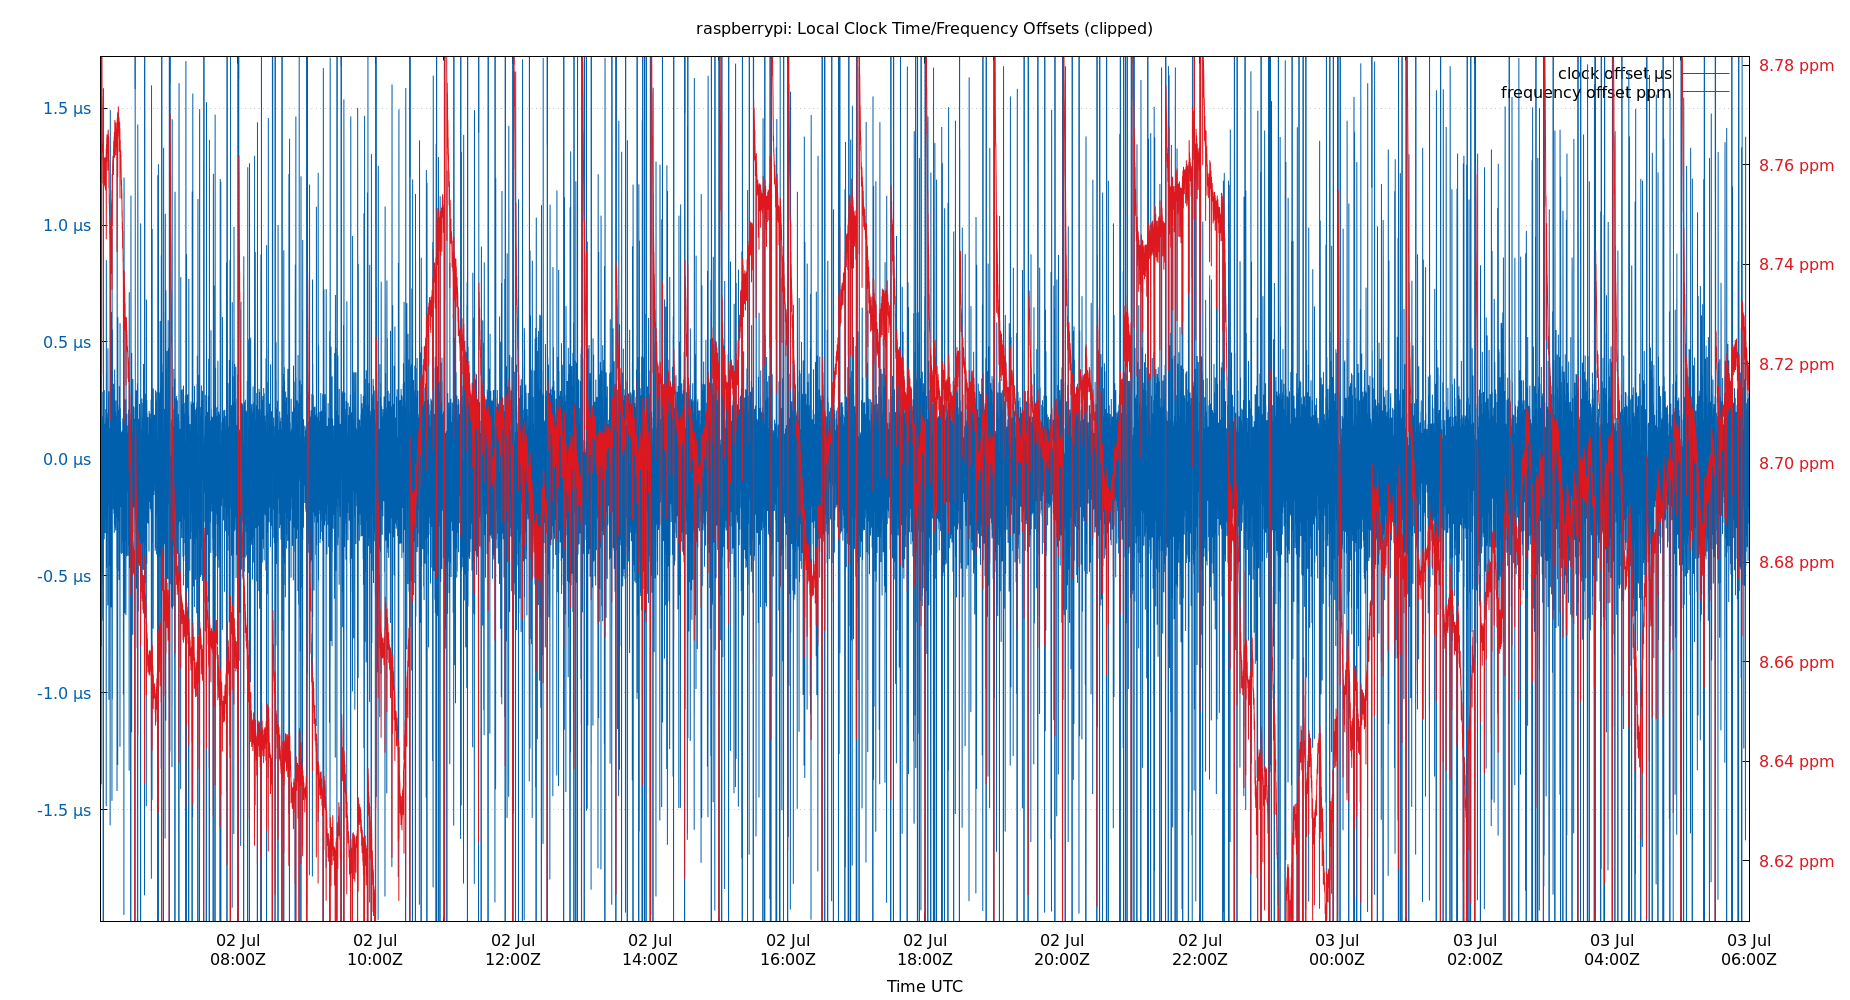 raspberrypi: Local Clock Time/Frequency Offsets (clipped)
clock offset µs
frequency offset ppm
1.5 µs
1.0 µs
0.5 µs
0.0 µs
-0.5 µs
-1.0 µs
-1.5 µs
8.78 ppm
8.76 ppm
8.74 ppm
8.72 ppm
8.70 ppm
8.68 ppm
8.66 ppm
8.64 ppm
8.62 ppm
02 Jul 02 Jul 02 Jul 02 Jul 02 Jul 02 Jul 02 Jul 02 Jul 03 Jul 03 Jul 03 Jul 03 Jul
08:00Z 10:00Z 12:00Z 14:00Z 16:00Z 18:00Z 20:00Z 22:00Z 00:00Z 02:00Z 04:00Z 06:00Z
Time UTC